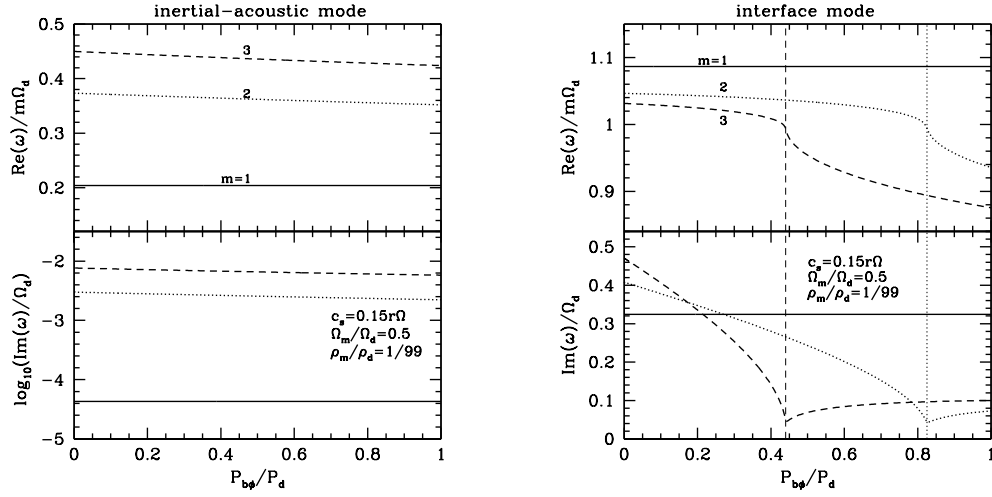 inertial−acoustic mode
0.5
0.4
0.3
0.2
Re(ω)/mΩd
3
2
m=1
−2
−3
−4
−5
log10(Im(ω)/Ωd)
cs=0.15rΩ
Ωm/Ωd=0.5
ρm/ρd=1/99
0 0.2 0.4 0.6 0.8 1
Pbϕ/Pd
interface mode
1.1
1
0.9
Re(ω)/mΩd
m=1
2
3
0.5
0.4
0.3
0.2
0.1
0
Im(ω)/Ωd
cs=0.15rΩ
Ωm/Ωd=0.5
ρm/ρd=1/99
0 0.2 0.4 0.6 0.8 1
Pbϕ/Pd